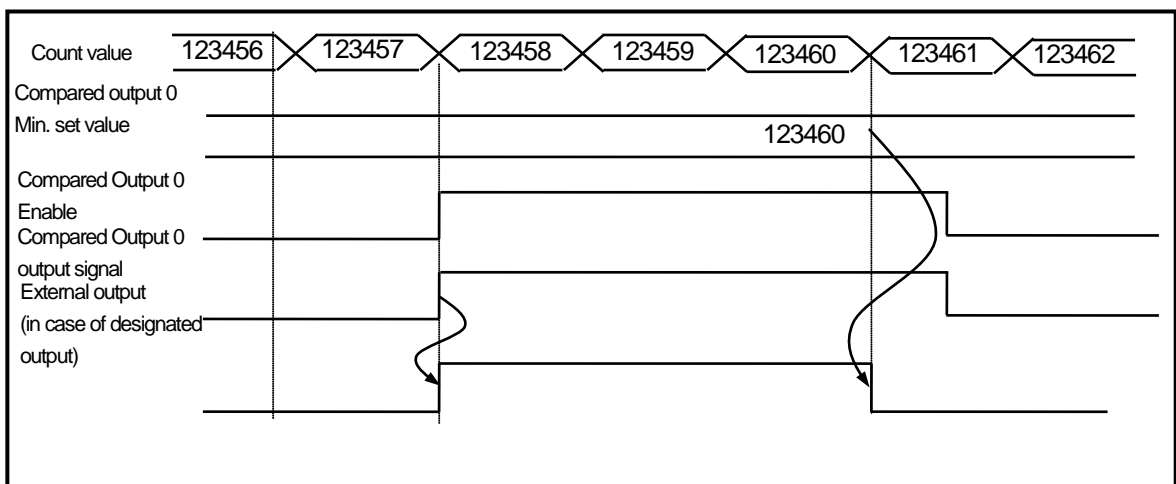 Count value 123456 123457 123458 123459 123460 123461 123462
Compared output 0
Min. set value
123460
Compared Output 0
Enable
Compared Output 0
output signal
External output
(in case of designated
output)